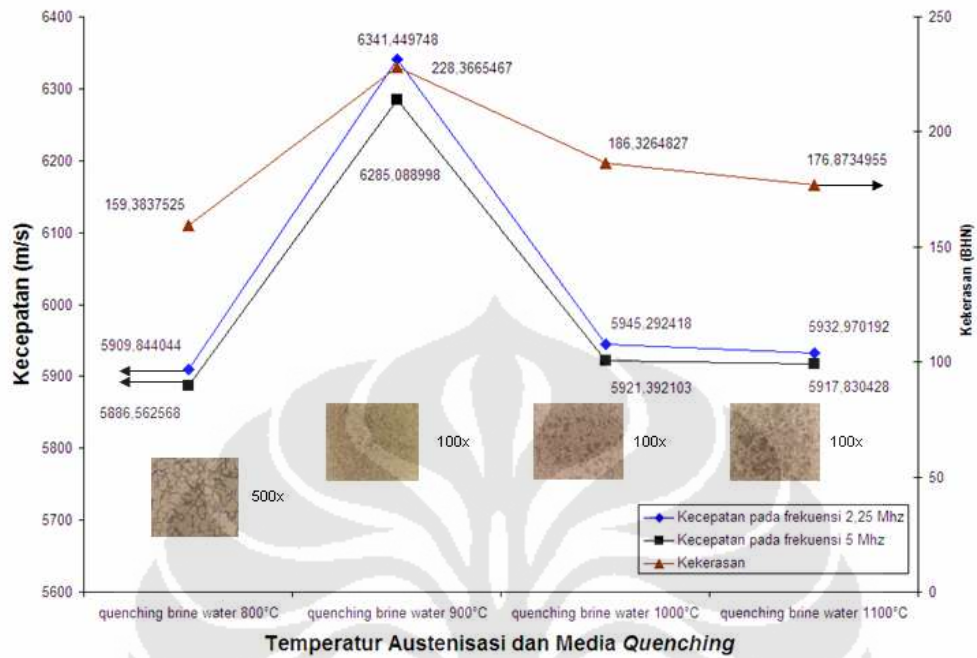 6400
6300
6200
6100
6000
5900
5800
5700
5600
Kecepatan (m/s)
250
200
150
100
50
0
Kekerasan (BHN)
6341,449748
228,3665467
6285,088998
186,3264827
176,8734955
159,3837525
5909,844044
5886,562568
5945,292418
5932,970192
5921,392103
5917,830428
500x
100x
100x
100x
Kecepatan pada frekuensi 2,25 Mhz
Kecepatan pada frekuensi 5 Mhz
Kekerasan
quenching brine water 800°C
quenching brine water 900°C
quenching brine water 1000°C
quenching brine water 1100°C
Temperatur Austenisasi dan Media Quenching